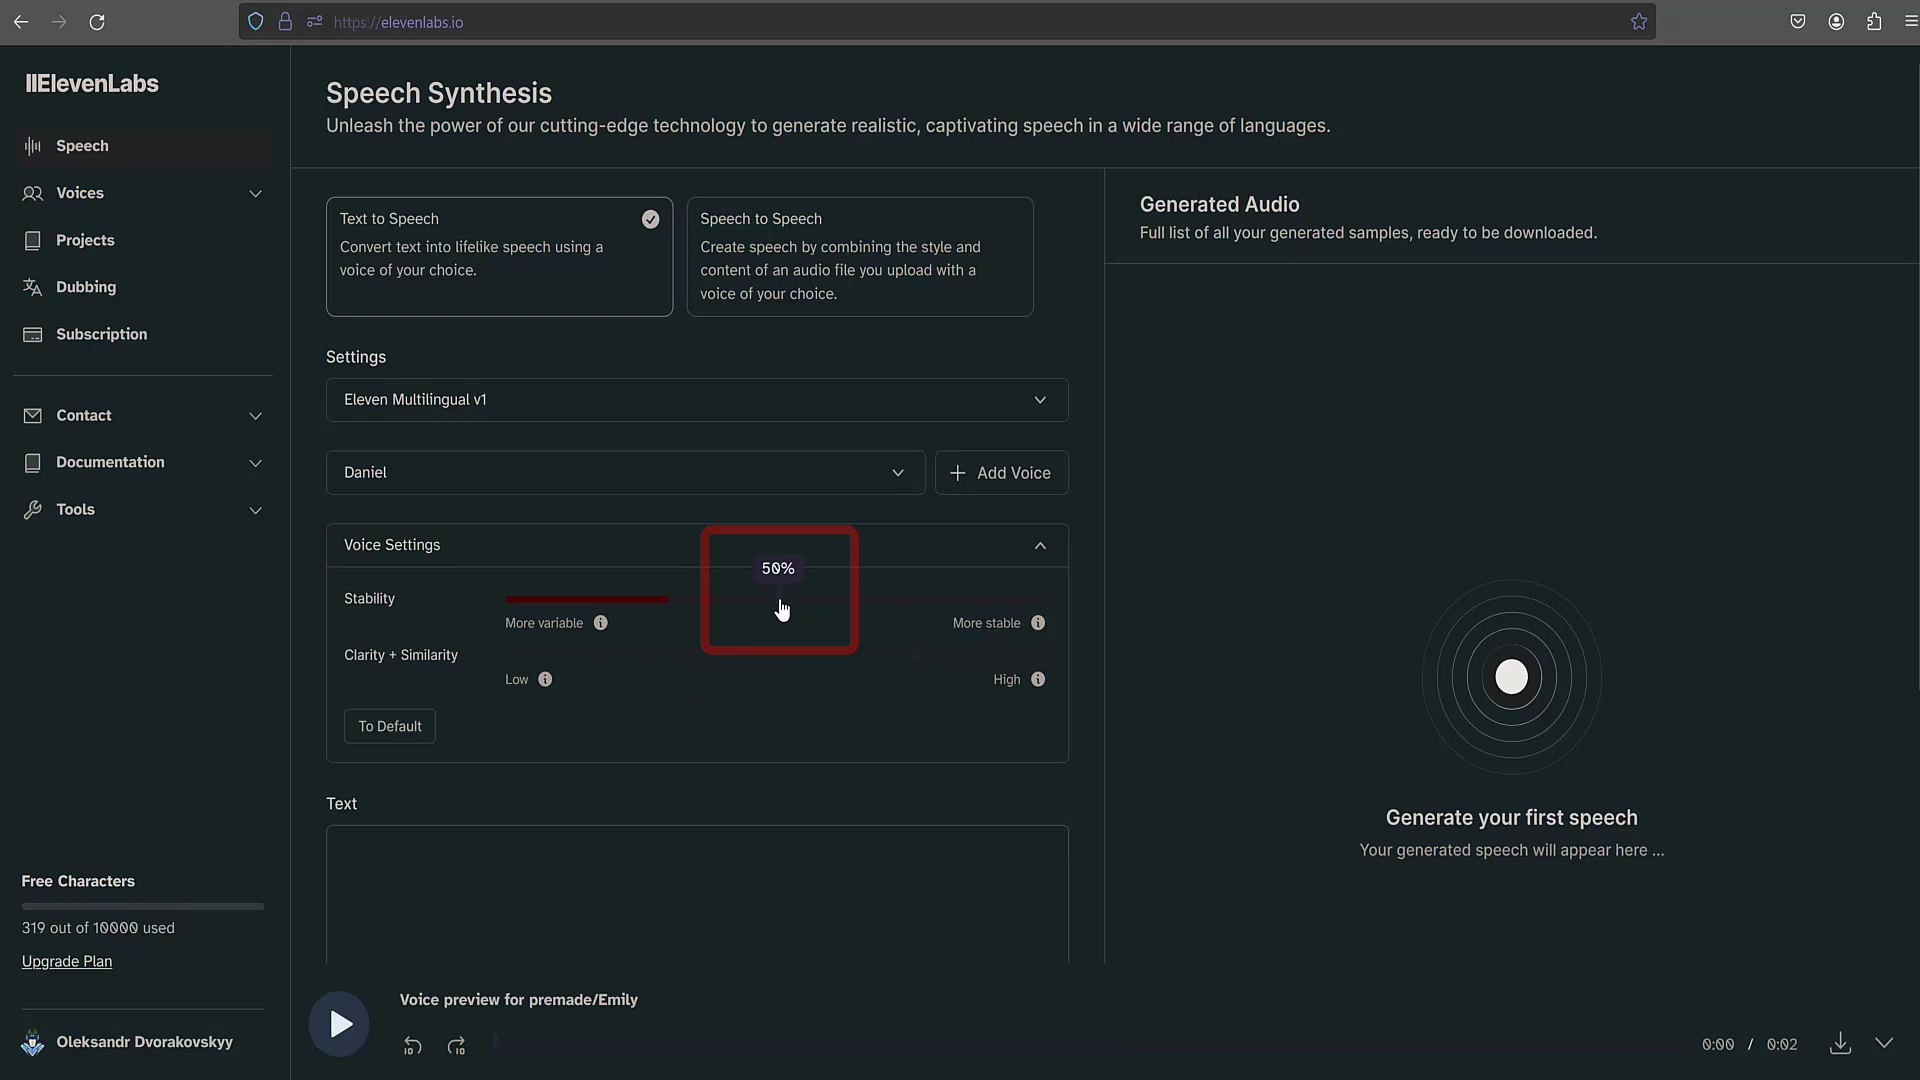 https://elevenlabs.io
IIElevenLabs
Speech
Voices
Projects
Dubbing
Subscription
Contact
Documentation
Tools
Free Characters
319 out of 10000 used
Upgrade Plan
Oleksandr Dvorakovskyy
Speech Synthesis
Unleash the power of our cutting-edge technology to generate realistic, captivating speech in a wide range of languages.
Text to Speech
Convert text into lifelike speech using a
voice of your choice.
Speech to Speech
Create speech by combining the style and
content of an audio file you upload with a
voice of your choice.
Settings
Eleven Multilingual v1
Daniel
+ Add Voice
Voice Settings
50%
Stability
More variable
More stable
Clarity + Similarity
Low
High
To Default
Text
Generated Audio
Full list of all your generated samples, ready to be downloaded.
Generate your first speech
Your generated speech will appear here ...
Voice preview for premade/Emily
10
10
0:00 / 0:02